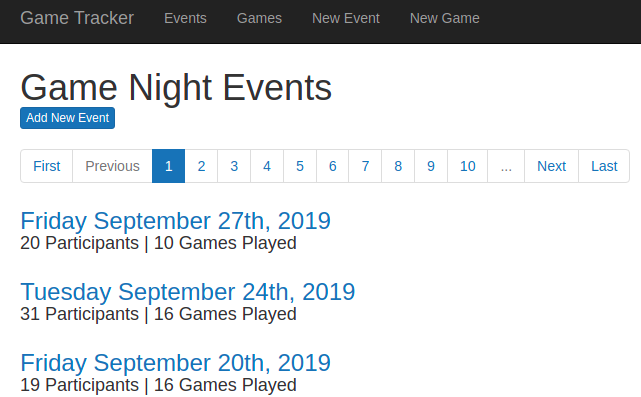 Game Tracker Events Games New Event New Game
Game Night Events
Add New Event
First Previous 1 2 3 4 5 6 7 8 9 10 ... Next Last
Friday September 27th, 2019
20 Participants | 10 Games Played
Tuesday September 24th, 2019
31 Participants | 16 Games Played
Friday September 20th, 2019
19 Participants | 16 Games Played